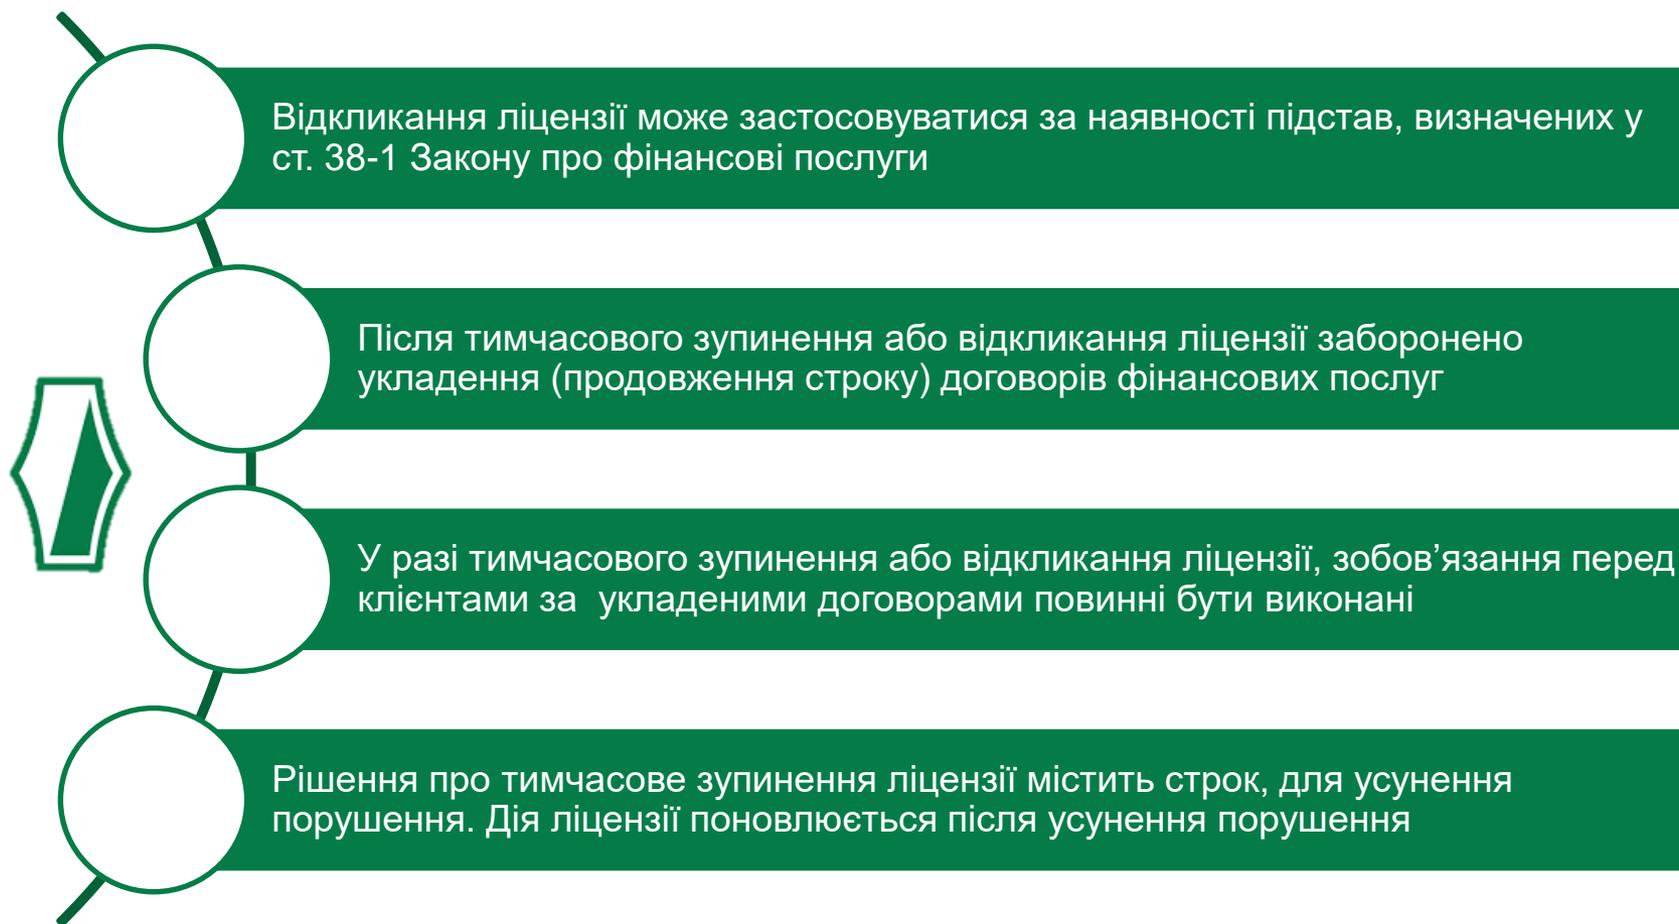 Відкликання ліцензії може застосовуватися за наявності підстав, визначених у
ст. 38-1 Закону про фінансові послуги
Після тимчасового зупинення або відкликання ліцензії заборонено
укладення (продовження строку) договорів фінансових послуг
У разі тимчасового зупинення або відкликання ліцензії, зобов’язання перед
клієнтами за  укладеними договорами повинні бути виконані
Рішення про тимчасове зупинення ліцензії містить строк, для усунення
порушення. Дія ліцензії поновлюється після усунення порушення